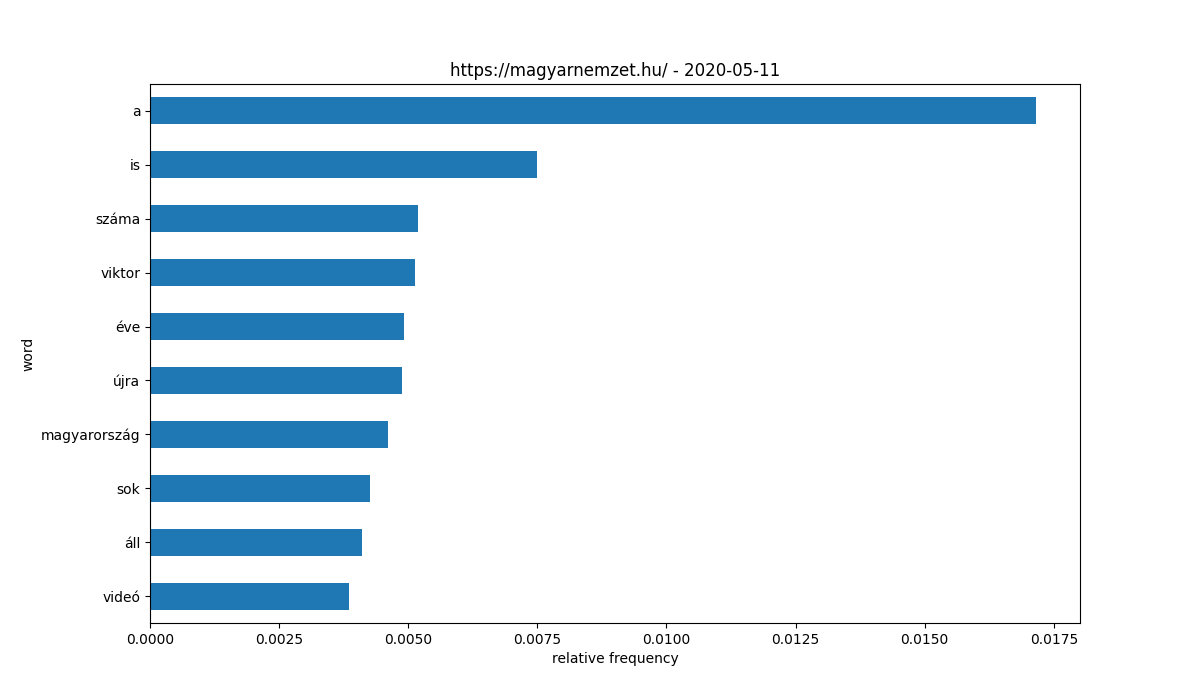 https://magyarnemzet.hu/ - 2020-05-11
a
is
száma
viktor
éve
újra
magyarország
sok
áll
videó
word
0.0000 0.0025 0.0050 0.0075 0.0100 0.0125 0.0150 0.0175
relative frequency